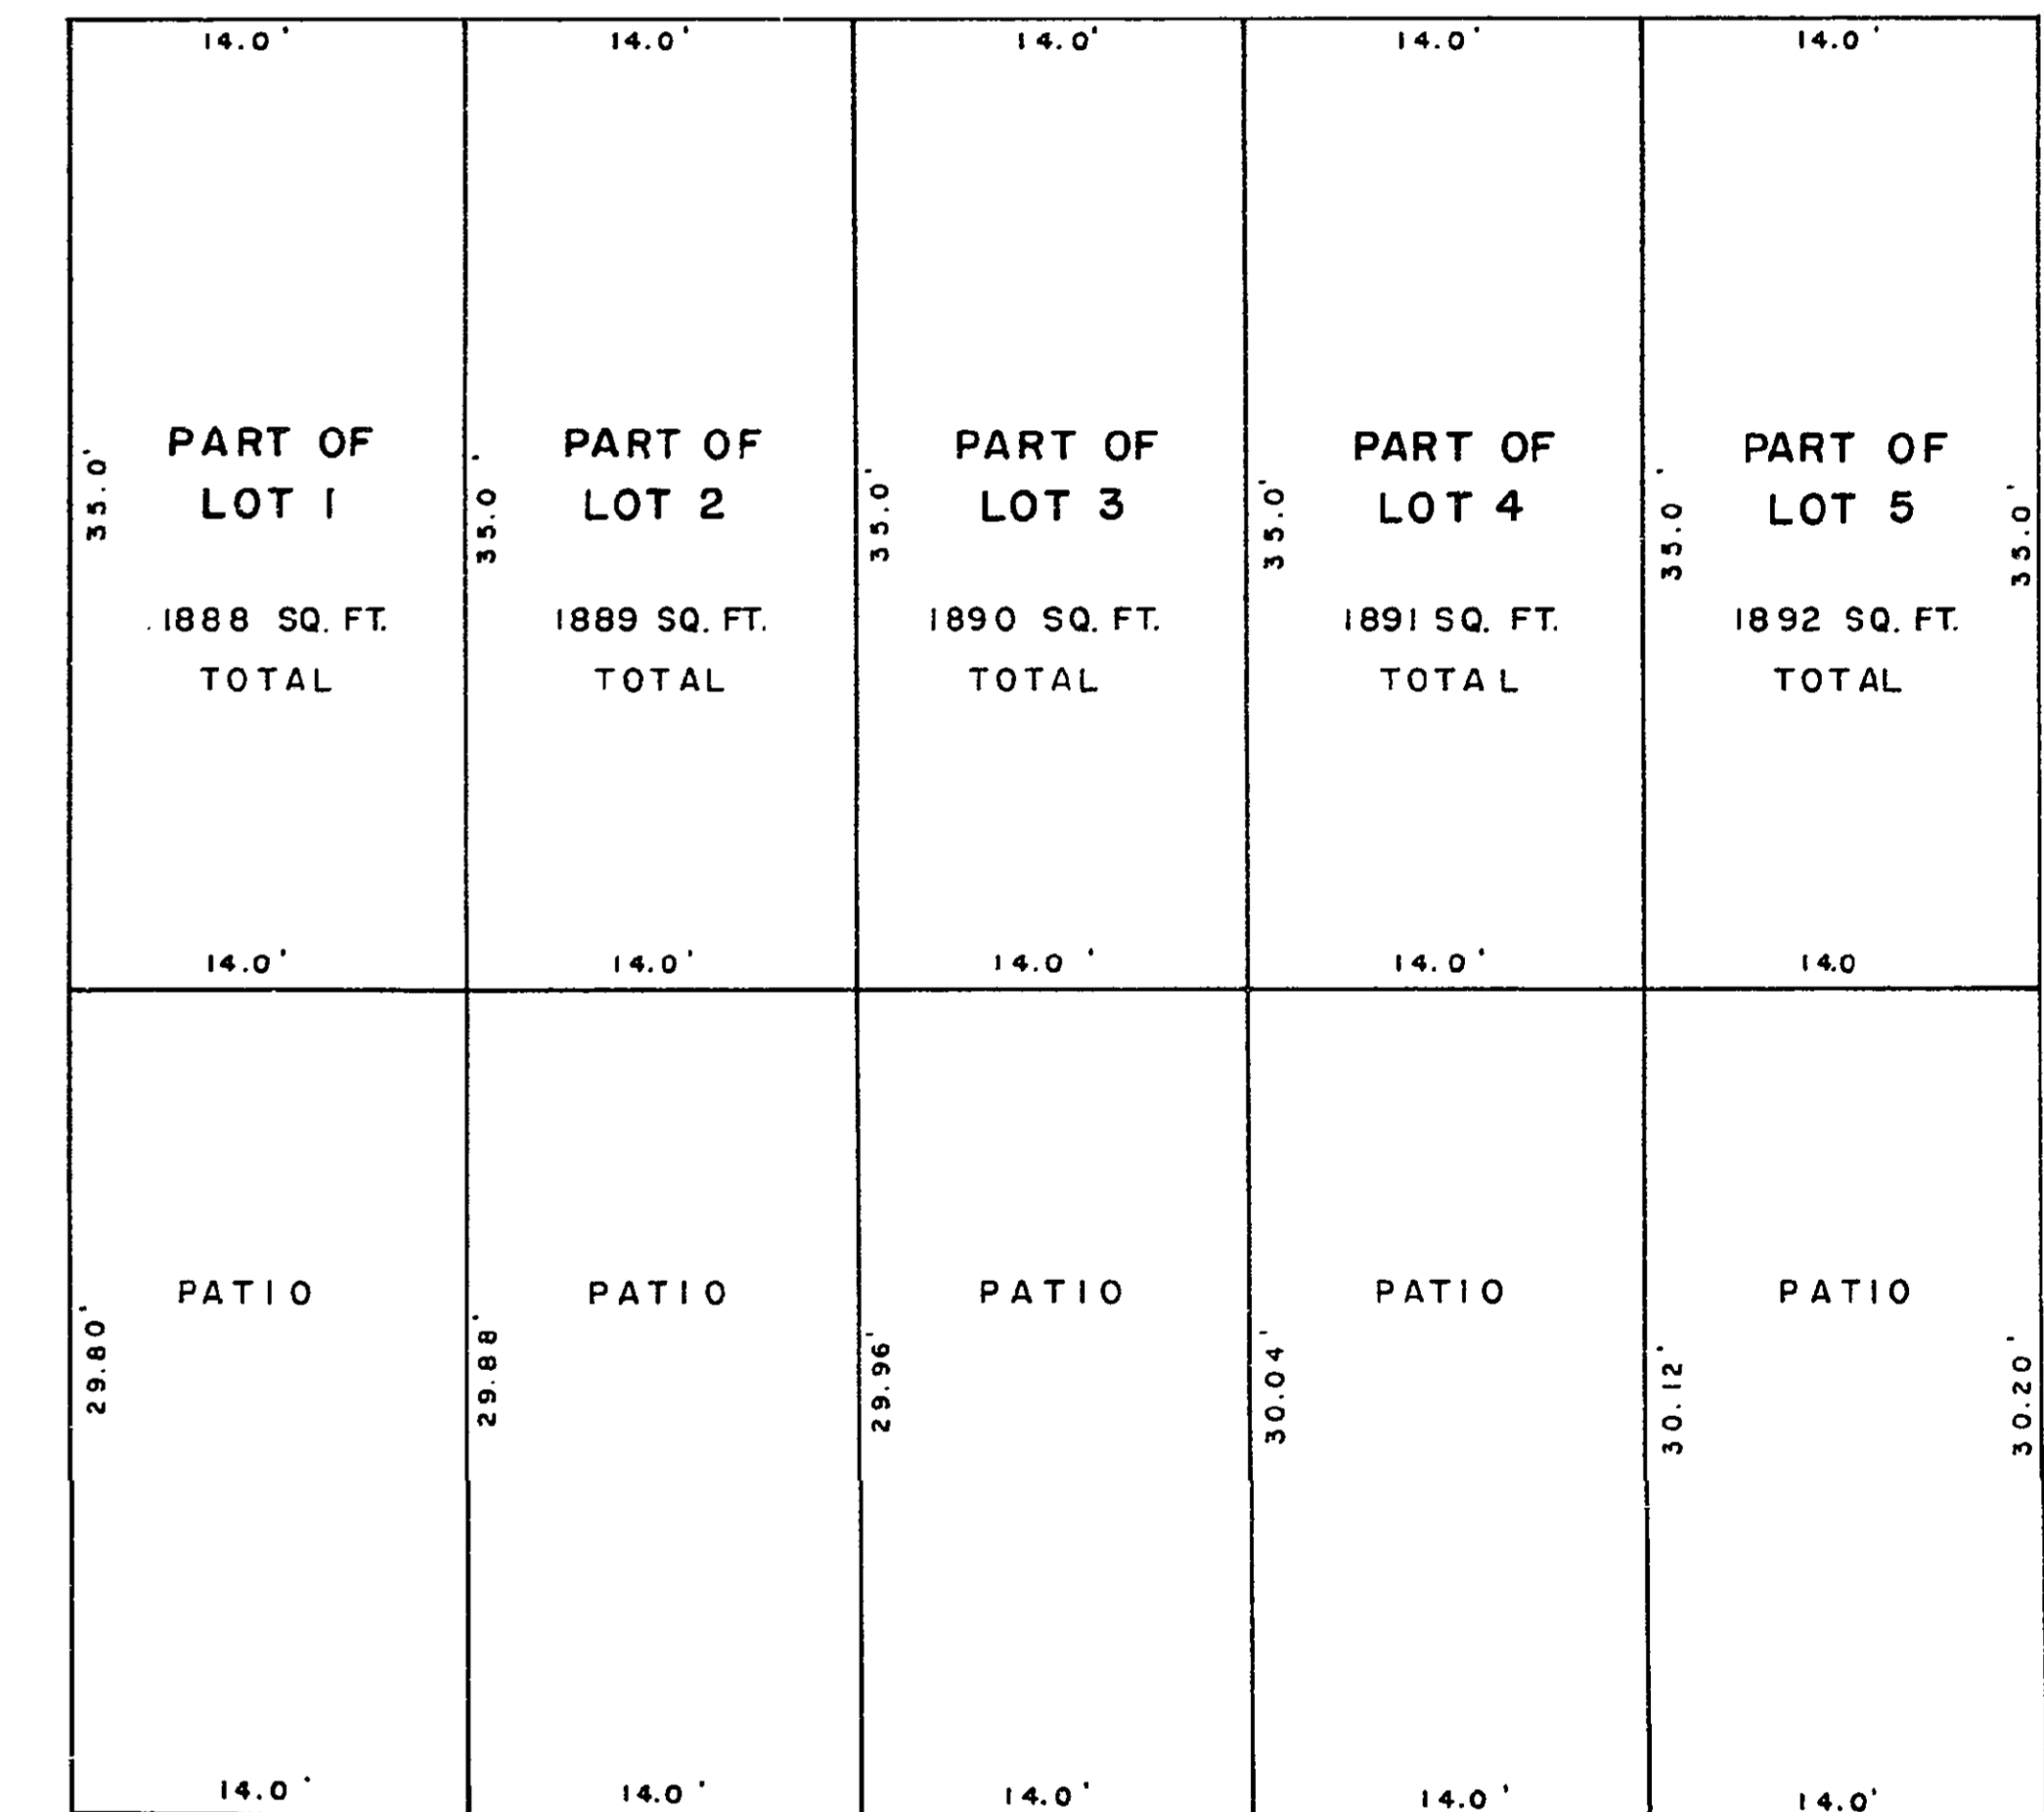 14.0' 14.0' 14.0' 14.0' 14.0'
PART OF PART OF PART OF PART OF PART OF
LOT 1 LOT 2 LOT 3 LOT 4 LOT 5
35.0' 35.0' 35.0' 35.0' 35.0' 35.0'
1888 SQ. FT. 1889 SQ. FT. 1890 SQ. FT. 1891 SQ. FT. 1892 SQ. FT.
TOTAL TOTAL TOTAL TOTAL TOTAL
14.0' 14.0' 14.0' 14.0' 14.0
PATIO PATIO PATIO PATIO PATIO
29.80' 29.88' 29.96' 30.04' 30.12' 30.20'
14.0' 14.0' 14.0' 14.0' 14.0'